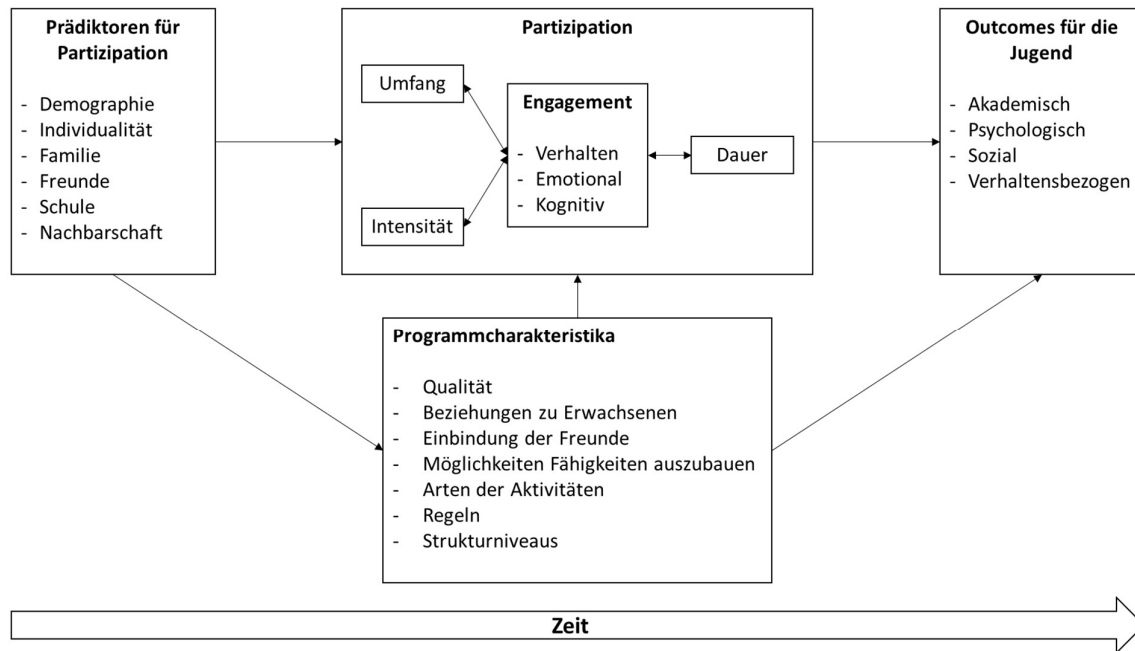 Prädiktoren für
Partizipation
- Demographie
- Individualität
- Familie
- Freunde
- Schule
- Nachbarschaft
Partizipation
Umfang
Intensität
Engagement
- Verhalten
- Emotional
- Kognitiv
Dauer
Outcomes für die
Jugend
- Akademisch
- Psychologisch
- Sozial
- Verhaltensbezogen
Programmcharakteristika
- Qualität
- Beziehungen zu Erwachsenen
- Einbindung der Freunde
- Möglichkeiten Fähigkeiten auszubauen
- Arten der Aktivitäten
- Regeln
- Strukturniveaus
Zeit